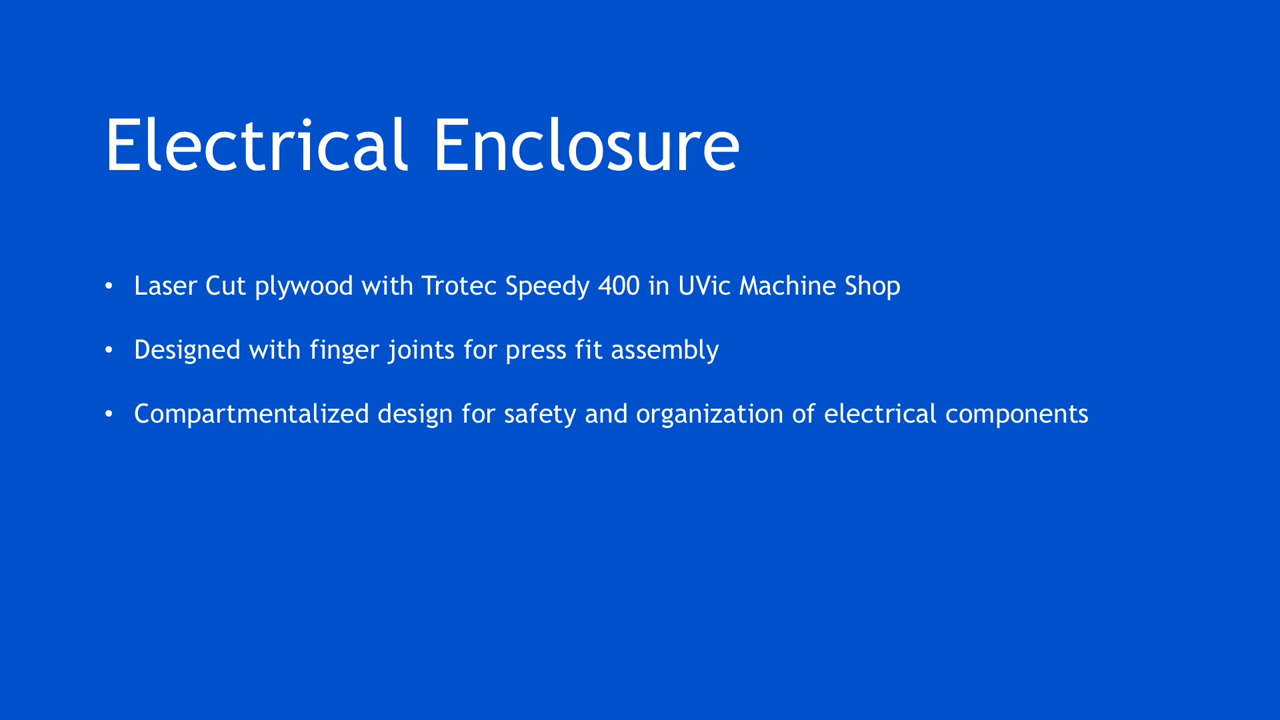 Electrical Enclosure
• Laser Cut plywood with Trotec Speedy 400 in UVic Machine Shop
• Designed with finger joints for press fit assembly
• Compartmentalized design for safety and organization of electrical components